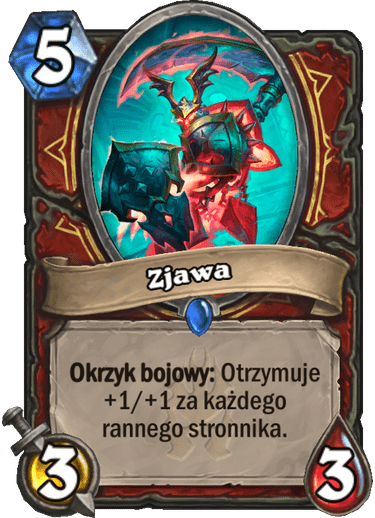 5
Zjawa
Okrzyk bojowy: Otrzymuje
+1/+1 za każdego
rannego stronnika.
3 3